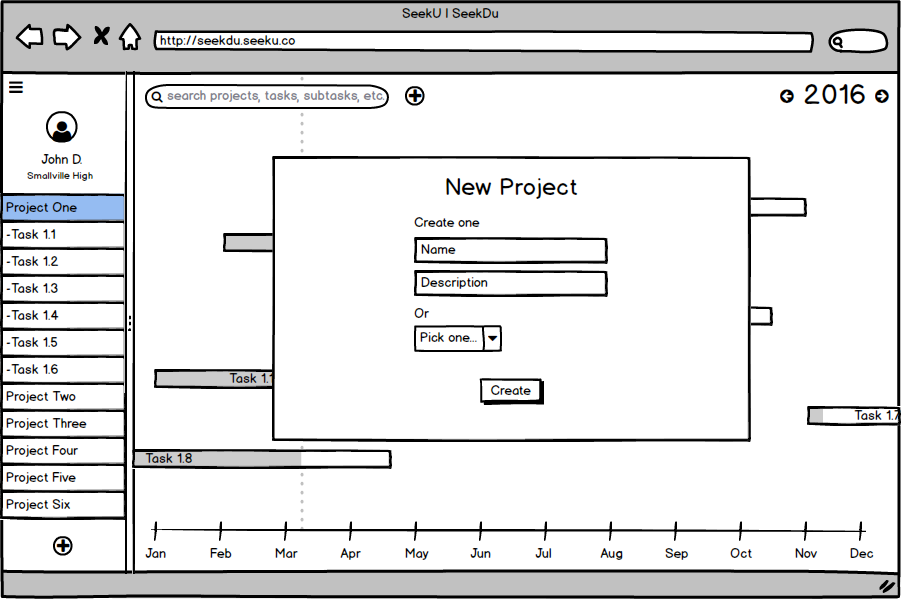 SeekU | SeekDu
http://seekdu.seeku.co
search projects, tasks, subtasks, etc.
2016
John D.
Smallville High
Project One
-Task 1.1
-Task 1.2
-Task 1.3
-Task 1.4
-Task 1.5
-Task 1.6
Project Two
Project Three
Project Four
Project Five
Project Six
New Project
Create one
Name
Description
Or
Pick one...
Create
Task 1.1
Task 1.7
Task 1.8
Jan Feb Mar Apr May Jun Jul Aug Sep Oct Nov Dec